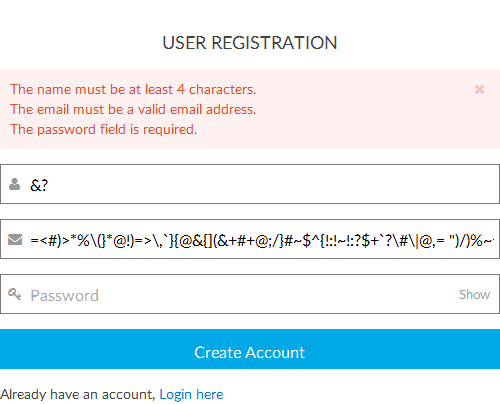 USER REGISTRATION
The name must be at least 4 characters.
The email must be a valid email address.
The password field is required.
&?
=<#)>*%\(}*@!)=>\,`}{@&{](&+#+@;/}#~$^{!:!~!:?$+`?\#\|@,= ")/)%~
Password
Show
Create Account
Already have an account, Login here